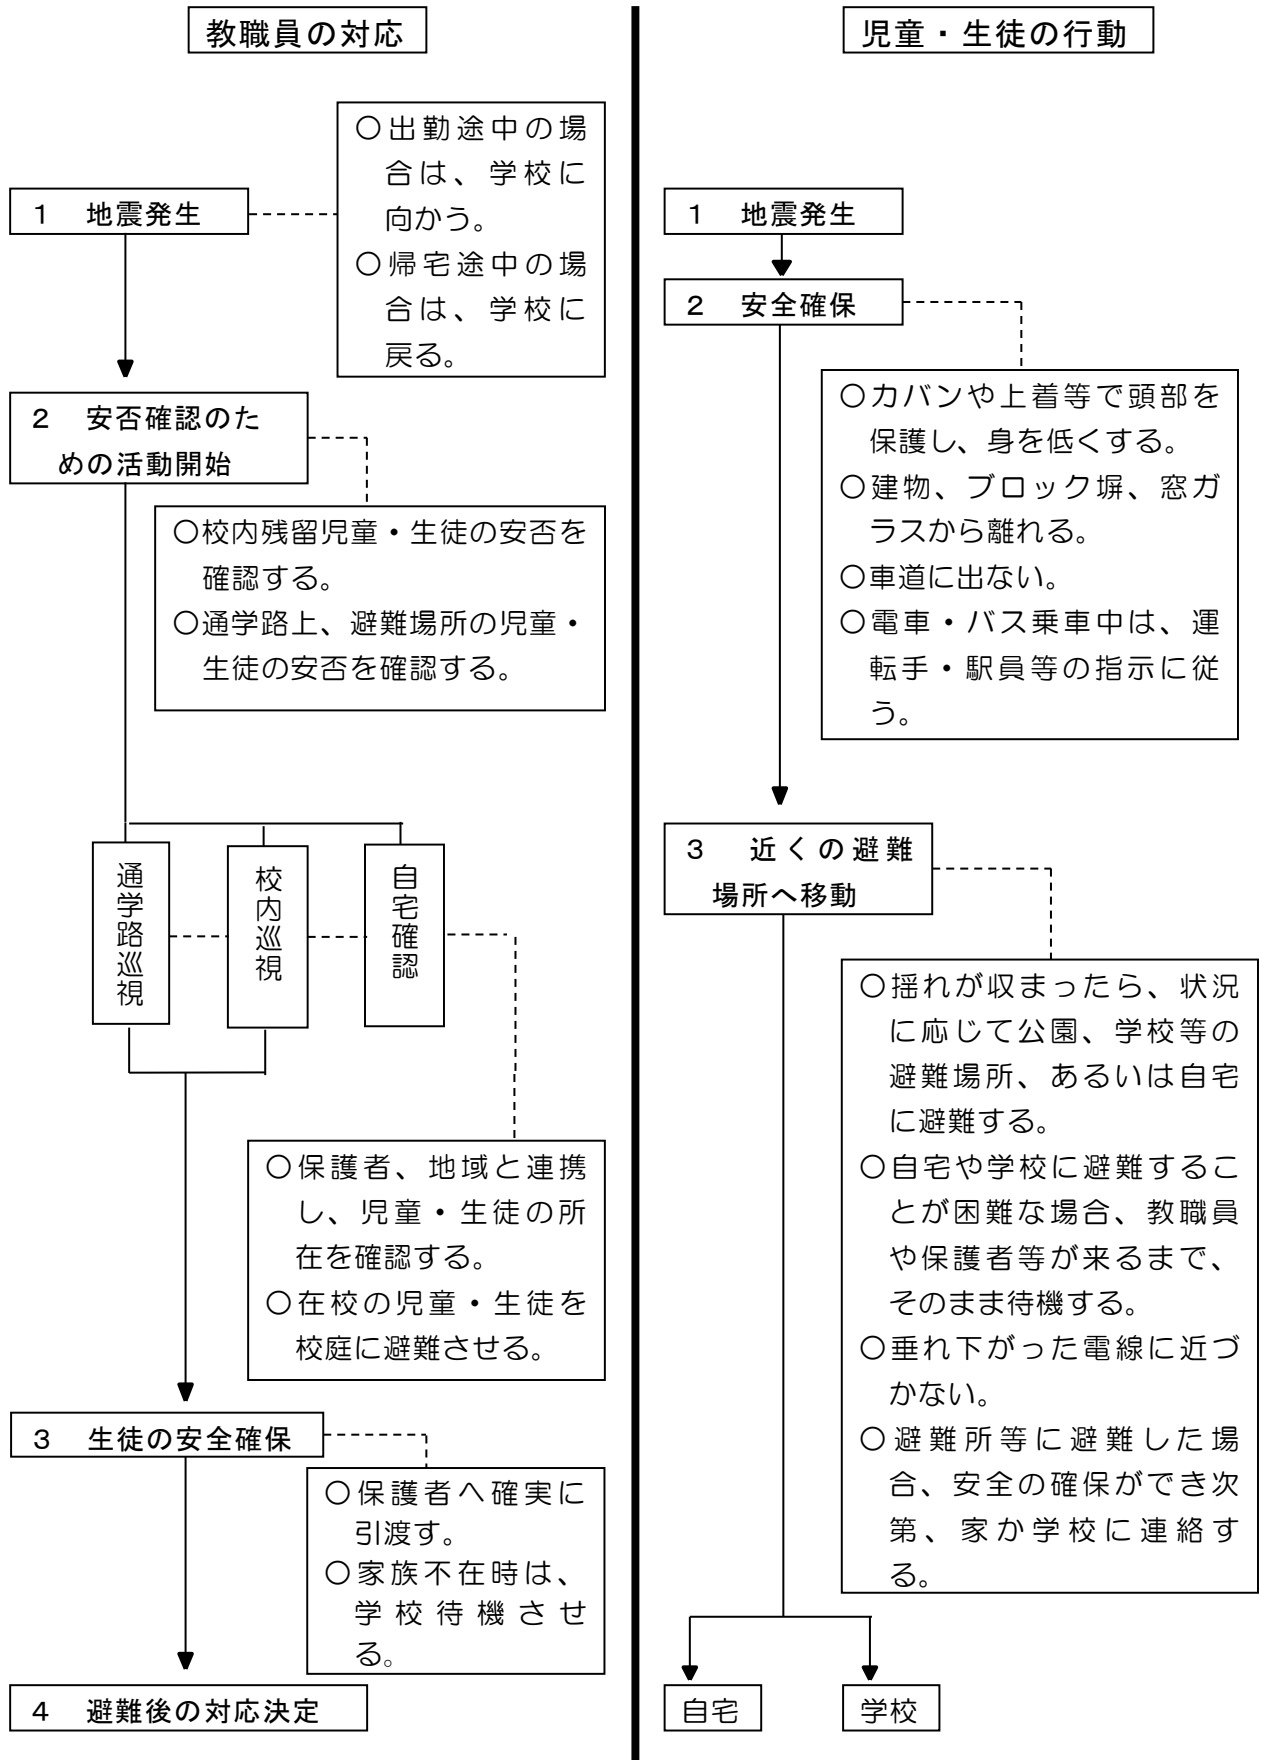 教職員の対応
１　地震発生
〇出勤途中の場
合は、学校に
向かう。
〇帰宅途中の場
合は、学校に
戻る。
２　安否確認のた
めの活動開始
〇校内残留児童・生徒の安否を
確認する。
〇通学路上、避難場所の児童・
生徒の安否を確認する。
通学路巡視
校内巡視
自宅確認
〇保護者、地域と連携
し、児童・生徒の所
在を確認する。
〇在校の児童・生徒を
校庭に避難させる。
３　生徒の安全確保
〇保護者へ確実に
引渡す。
〇家族不在時は、
学校待機させ
る。
４　避難後の対応決定
児童・生徒の行動
１　地震発生
２　安全確保
〇カバンや上着等で頭部を
保護し、身を低くする。
〇建物、ブロック塀、窓ガ
ラスから離れる。
〇車道に出ない。
〇電車・バス乗車中は、運
転手・駅員等の指示に従
う。
３　近くの避難
場所へ移動
〇揺れが収まったら、状況
に応じて公園、学校等の
避難場所、あるいは自宅
に避難する。
〇自宅や学校に避難するこ
とが困難な場合、教職員
や保護者等が来るまで、
そのまま待機する。
〇垂れ下がった電線に近づ
かない。
〇避難所等に避難した場
合、安全の確保ができ次
第、家か学校に連絡す
る。
自宅
学校